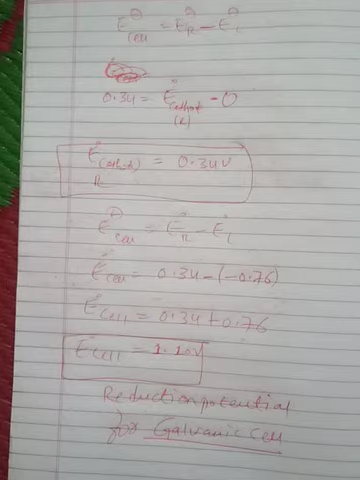 E°cell = E°R - E°L
0.34 = E°cathode - 0
(R)
E°(cathode) = 0.34V
R
E°cell = E°R - E°L
E°cell = 0.34 - (-0.76)
E°cell = 0.34 + 0.76
E°cell = 1.10V
Reduction potential
for Galvanic Cell